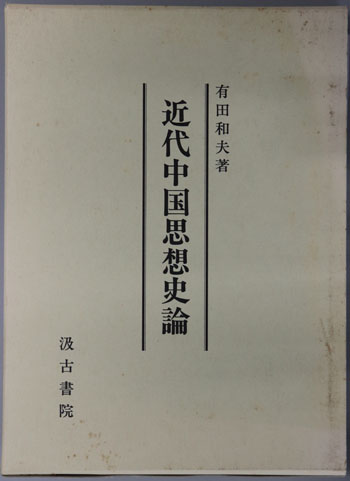 有田和夫著
近代中国思想史論
汲古書院